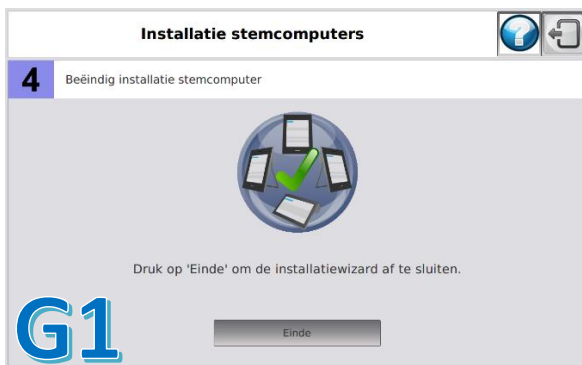 Installatie stemcomputers
4
Beëindig installatie stemcomputer
Druk op 'Einde' om de installatiewizard af te sluiten.
G1
Einde